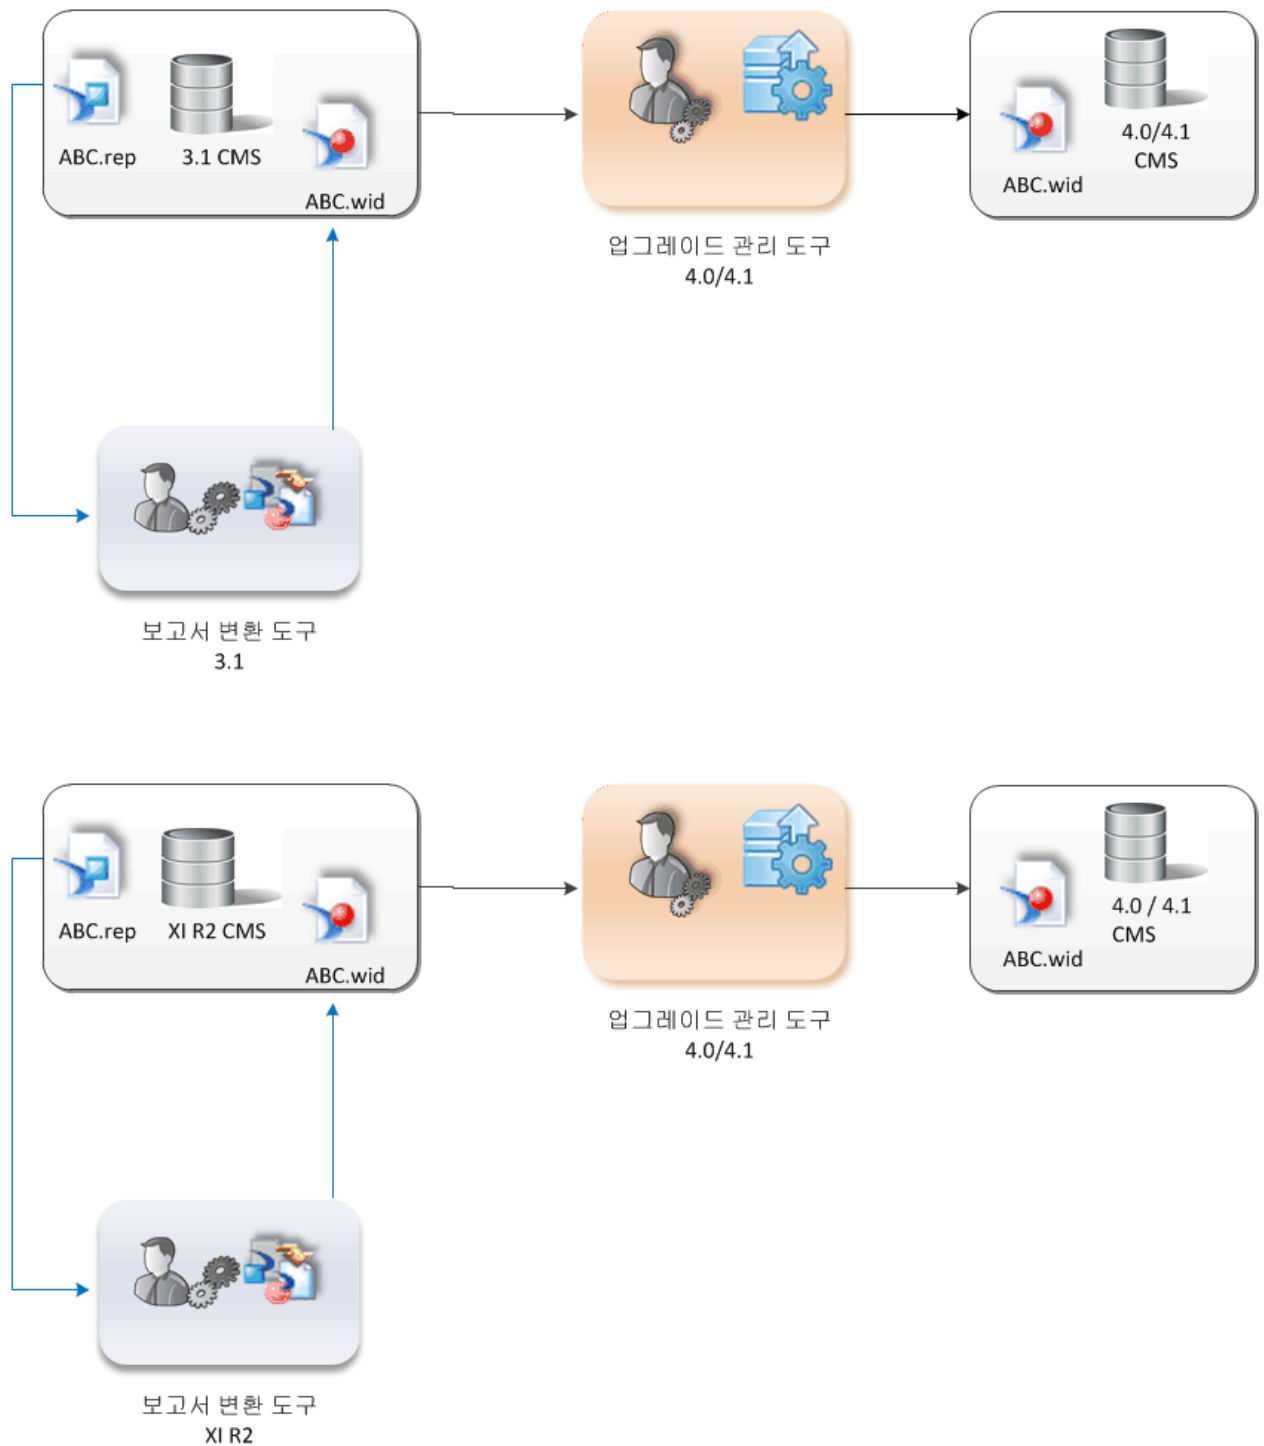 ABC.rep
3.1 CMS
ABC.wid
업그레이드 관리 도구
4.0/4.1
ABC.wid
4.0/4.1
CMS
보고서 변환 도구
3.1
ABC.rep
XI R2 CMS
ABC.wid
업그레이드 관리 도구
4.0/4.1
ABC.wid
4.0 / 4.1
CMS
보고서 변환 도구
XI R2